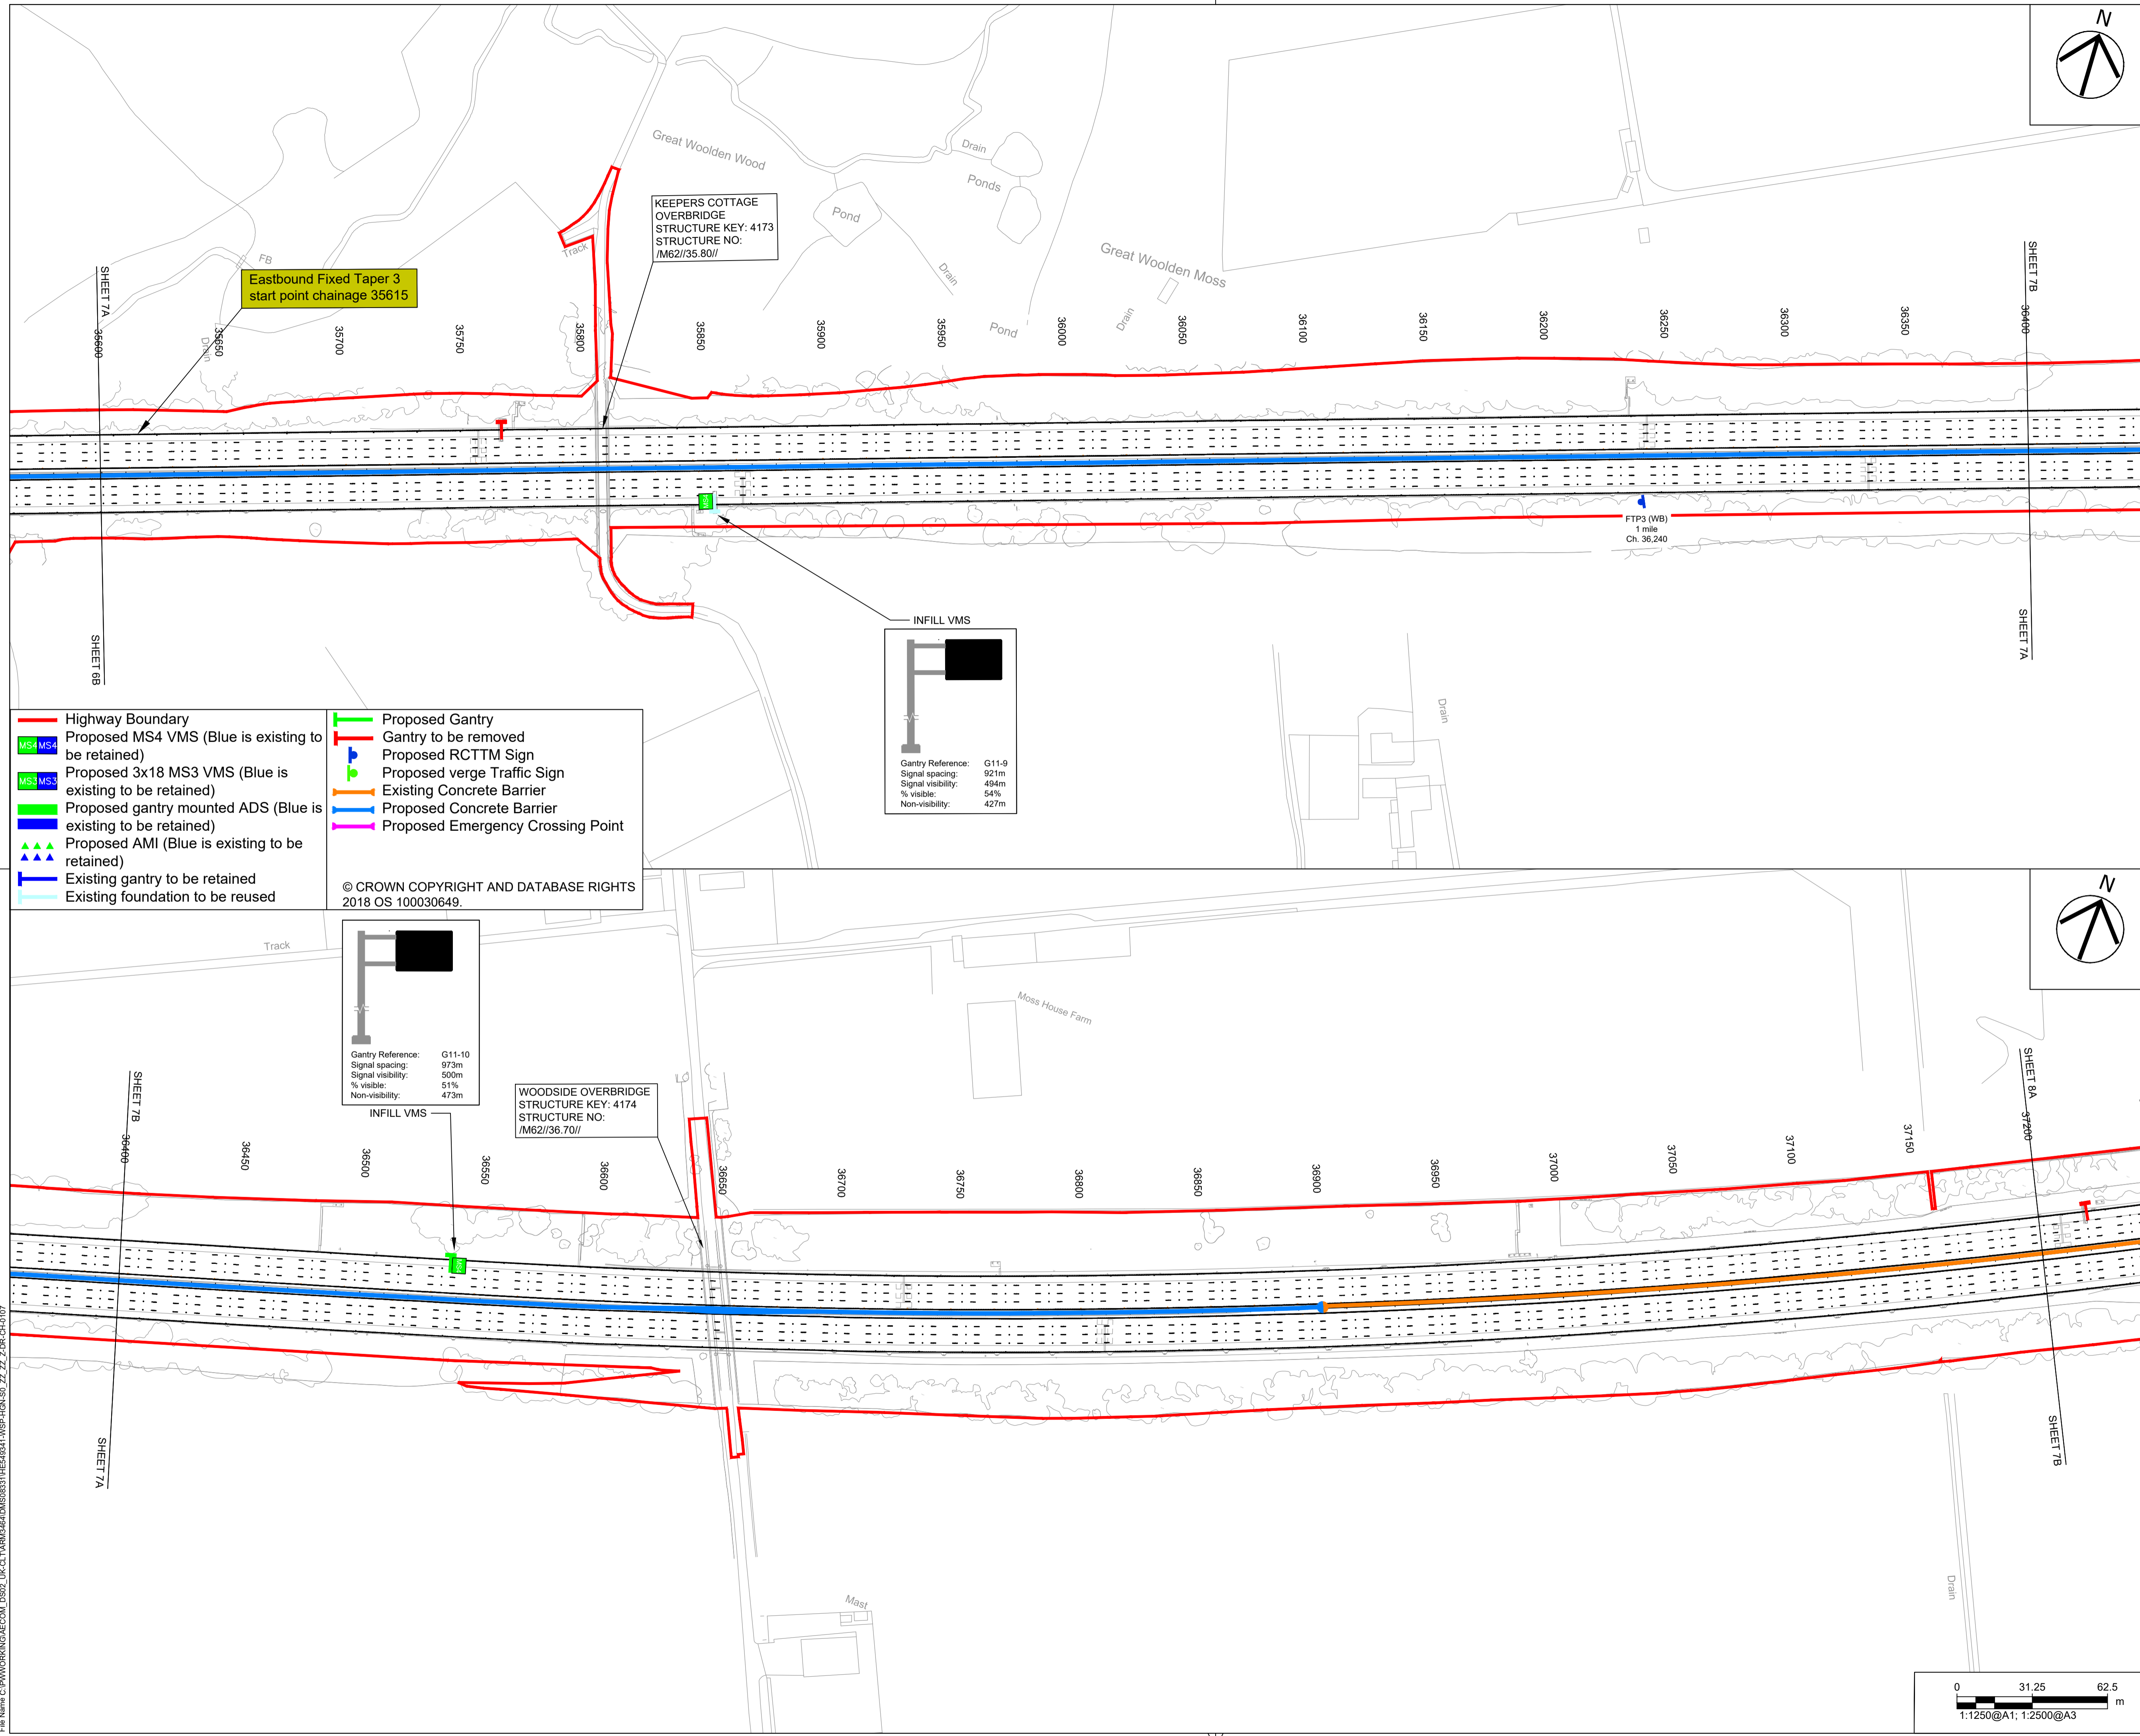 N
Great Woolden Wood
Drain
Ponds
Pond
KEEPERS COTTAGE
OVERBRIDGE
STRUCTURE KEY: 4173
STRUCTURE NO:
/M62//35.80//
Track
FB
Drain
Great Woolden Moss
Eastbound Fixed Taper 3
start point chainage 35615
Drain
Pond
Drain
SHEET 7A
SHEET 7B
35600
35650
35700
35750
35800
35850
35900
35950
36000
36050
36100
36150
36200
36250
36300
36350
36400
FTP3 (WB)
1 mile
Ch. 36,240
SHEET 6B
SHEET 7A
INFILL VMS
Gantry Reference: G11-9
Signal spacing: 921m
Signal visibility: 494m
% visible: 54%
Non-visibility: 427m
Drain
Highway Boundary
MS4 MS4 Proposed MS4 VMS (Blue is existing to
be retained)
MS3 MS3 Proposed 3x18 MS3 VMS (Blue is
existing to be retained)
Proposed gantry mounted ADS (Blue is
existing to be retained)
Proposed AMI (Blue is existing to be
retained)
Existing gantry to be retained
Existing foundation to be reused
Proposed Gantry
Gantry to be removed
Proposed RCTTM Sign
Proposed verge Traffic Sign
Existing Concrete Barrier
Proposed Concrete Barrier
Proposed Emergency Crossing Point
© CROWN COPYRIGHT AND DATABASE RIGHTS
2018 OS 100030649.
N
Track
Moss House Farm
Gantry Reference: G11-10
Signal spacing: 973m
Signal visibility: 500m
% visible: 51%
Non-visibility: 473m
INFILL VMS
WOODSIDE OVERBRIDGE
STRUCTURE KEY: 4174
STRUCTURE NO:
/M62//36.70//
SHEET 7B
SHEET 8A
36400
36450
36500
36550
36600
36650
36700
36750
36800
36850
36900
36950
37000
37050
37100
37150
37200
SHEET 7A
SHEET 7B
Mast
Drain
0 31.25 62.5
m
1:1250@A1; 1:2500@A3